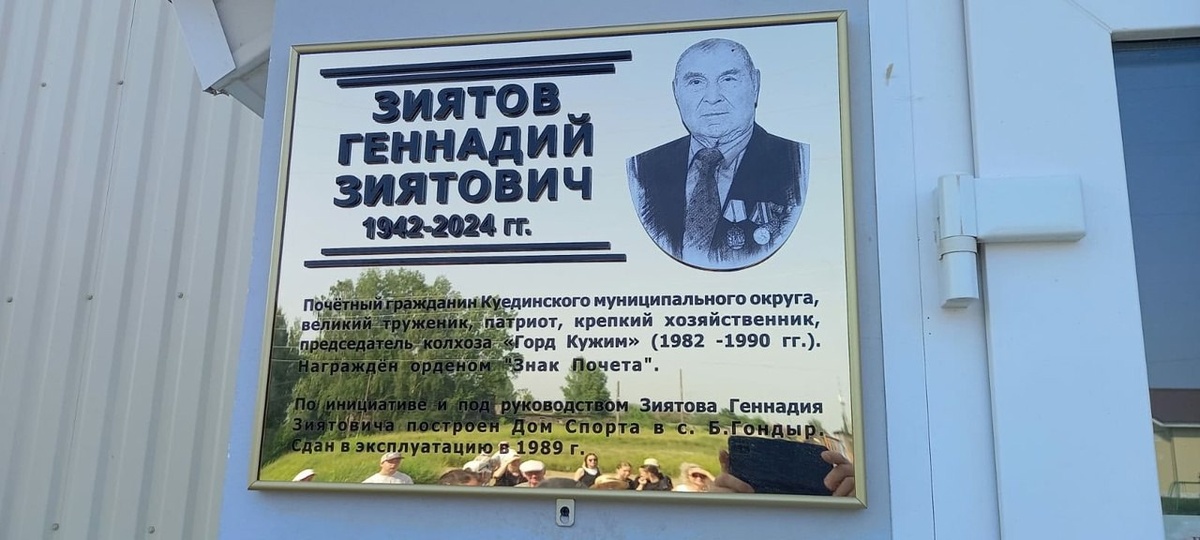 ЗИЯТОВ
ГЕННАДИЙ
ЗИЯТОВИЧ
1942-2024 гг.
Почётный гражданин Куединского муниципального округа,
великий труженик, патриот, крепкий хозяйственник,
председатель колхоза «Горд Кужим» (1982 -1990 гг.).
Награждён орденом "Знак Почета".
По инициативе и под руководством Зиятова Геннадия
Зиятовича построен Дом Спорта в с. Б.Гондыр.
Сдан в эксплуатацию в 1989 г.